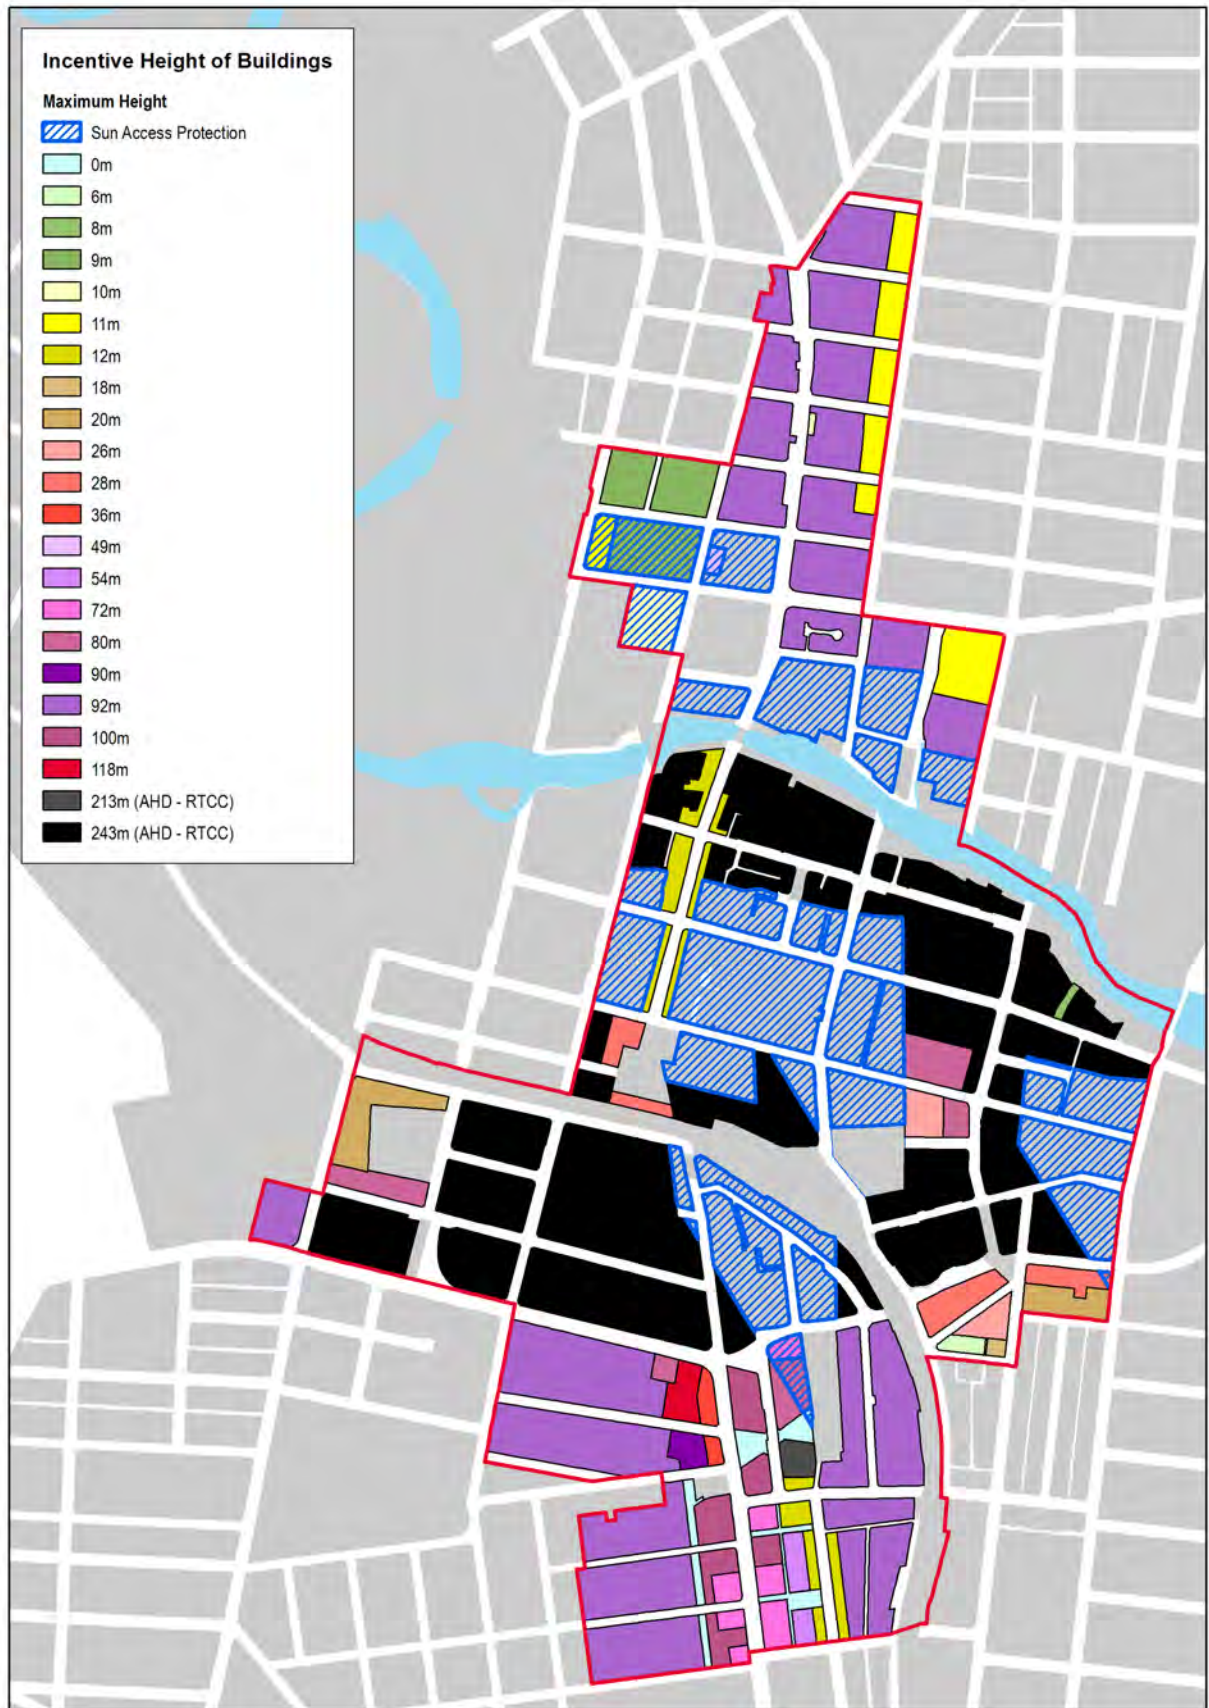 Incentive Height of Buildings
Maximum Height
Sun Access Protection
0m
6m
8m
9m
10m
11m
12m
18m
20m
26m
28m
36m
49m
54m
72m
80m
90m
92m
100m
118m
213m (AHD - RTCC)
243m (AHD - RTCC)